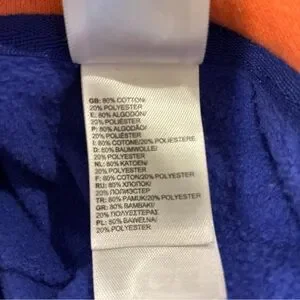 GB: 80% COTTON/
20% POLYESTER
E: 80% ALGODON/
20% POLIÉSTER
P: 80% ALGODÃO/
20% POLIÉSTER
I: 80% COTONE/20% POLIESTERE
D: 80% BAUMWOLLE/
20% POLYESTER
NL: 80% KATOEN/
20% POLYESTER
F: 80% COTON/20% POLYESTER
RU: 80% ХЛОПОК/
20% ПОЛИЭСТЕР
TR: 80% PAMUK/20% POLYESTER
GR: 80% ΒΑΜΒΑΚΙ/
20% ΠΟΛΥΕΣΤΕΡΑΣ
PL: 80% BAWEŁNA/
20% POLYESTER